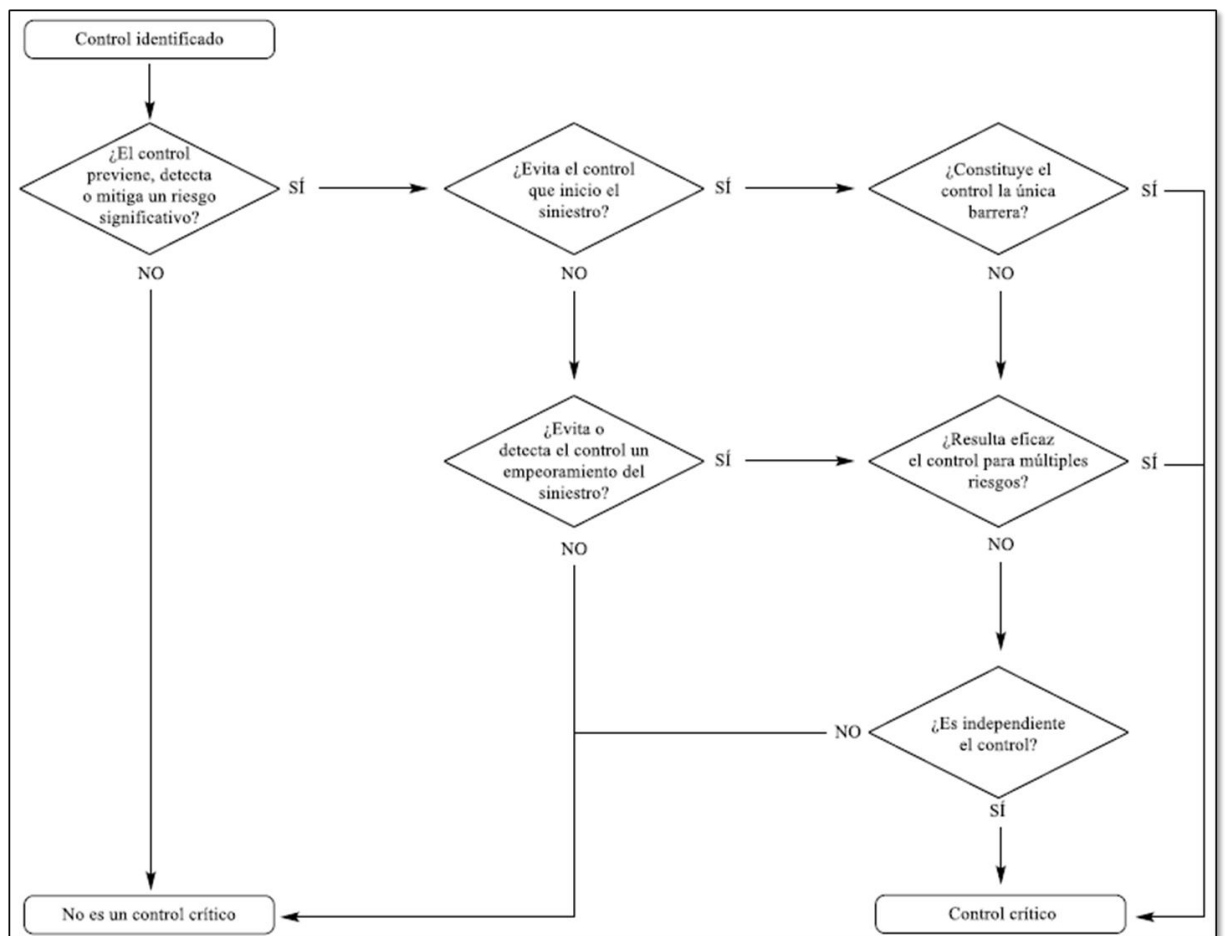 Control identificado
¿El control
previene, detecta
o mitiga un riesgo
significativo?
SÍ
¿Evita el control
que inicio el
siniestro?
SÍ
¿Constituye el
control la única
barrera?
SÍ
NO
NO
NO
¿Evita o
detecta el control un
empeoramiento del
siniestro?
SÍ
¿Resulta eficaz
el control para múltiples
riesgos?
SÍ
NO
NO
NO
¿Es independiente
el control?
SÍ
No es un control crítico
Control crítico